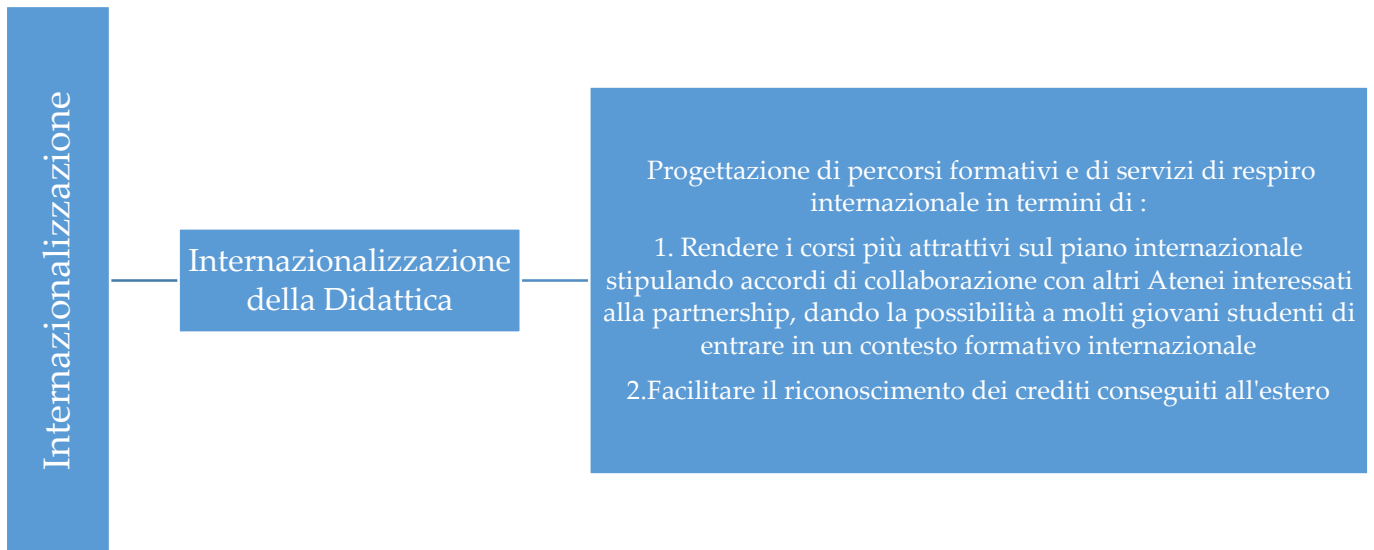 Internazionalizzazione
Internazionalizzazione
della Didattica
Progettazione di percorsi formativi e di servizi di respiro
internazionale in termini di :
1. Rendere i corsi più attrattivi sul piano internazionale
stipulando accordi di collaborazione con altri Atenei interessati
alla partnership, dando la possibilità a molti giovani studenti di
entrare in un contesto formativo internazionale
2.Facilitare il riconoscimento dei crediti conseguiti all'estero